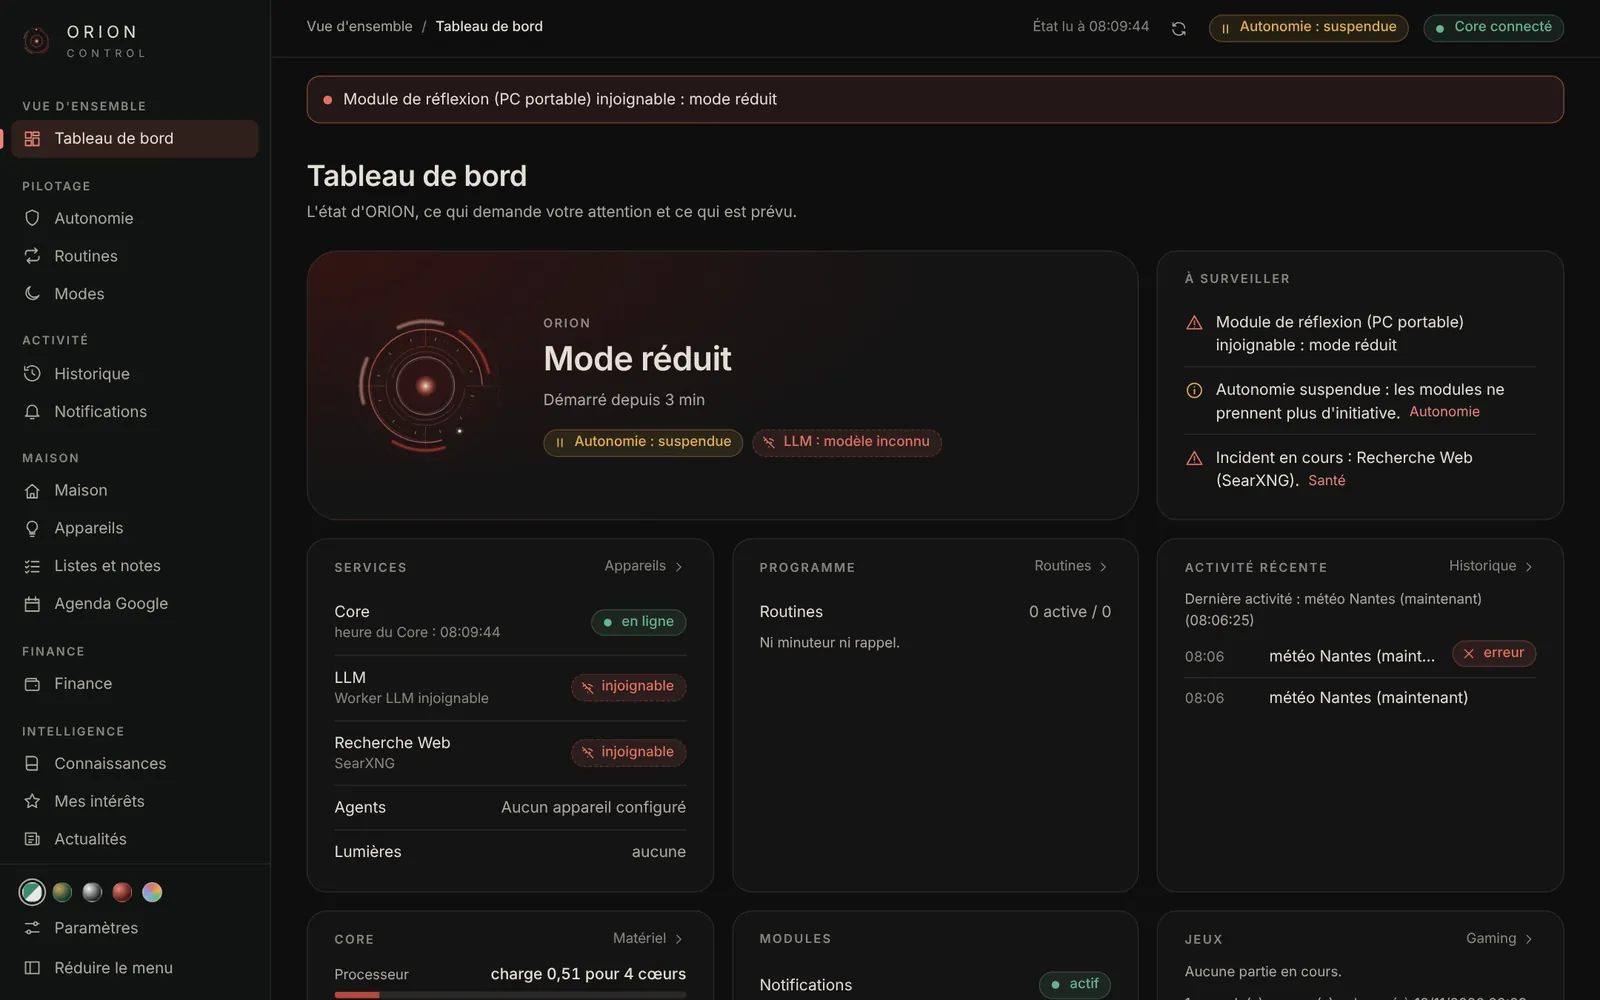 ORION
CONTROL
VUE D'ENSEMBLE
Tableau de bord
PILOTAGE
Autonomie
Routines
Modes
ACTIVITÉ
Historique
Notifications
MAISON
Maison
Appareils
Listes et notes
Agenda Google
FINANCE
Finance
INTELLIGENCE
Connaissances
Mes intérêts
Actualités
Paramètres
Réduire le menu
Vue d'ensemble / Tableau de bord
État lu à 08:09:44
Autonomie : suspendue
Core connecté
Module de réflexion (PC portable) injoignable : mode réduit
Tableau de bord
L'état d'ORION, ce qui demande votre attention et ce qui est prévu.
ORION
Mode réduit
Démarré depuis 3 min
Autonomie : suspendue
LLM : modèle inconnu
À SURVEILLER
Module de réflexion (PC portable)
injoignable : mode réduit
Autonomie suspendue : les modules ne
prennent plus d'initiative. Autonomie
Incident en cours : Recherche Web
(SearXNG). Santé
SERVICES
Appareils
Core
heure du Core : 08:09:44
en ligne
LLM
Worker LLM injoignable
injoignable
Recherche Web
SearXNG
injoignable
Agents
Aucun appareil configuré
Lumières
aucune
PROGRAMME
Routines
Routines
0 active / 0
Ni minuteur ni rappel.
ACTIVITÉ RÉCENTE
Historique
Dernière activité : météo Nantes (maintenant)
(08:06:25)
08:06 météo Nantes (maint... erreur
08:06 météo Nantes (maintenant)
CORE
Matériel
Processeur
charge 0,51 pour 4 cœurs
MODULES
Notifications
actif
JEUX
Gaming
Aucune partie en cours.